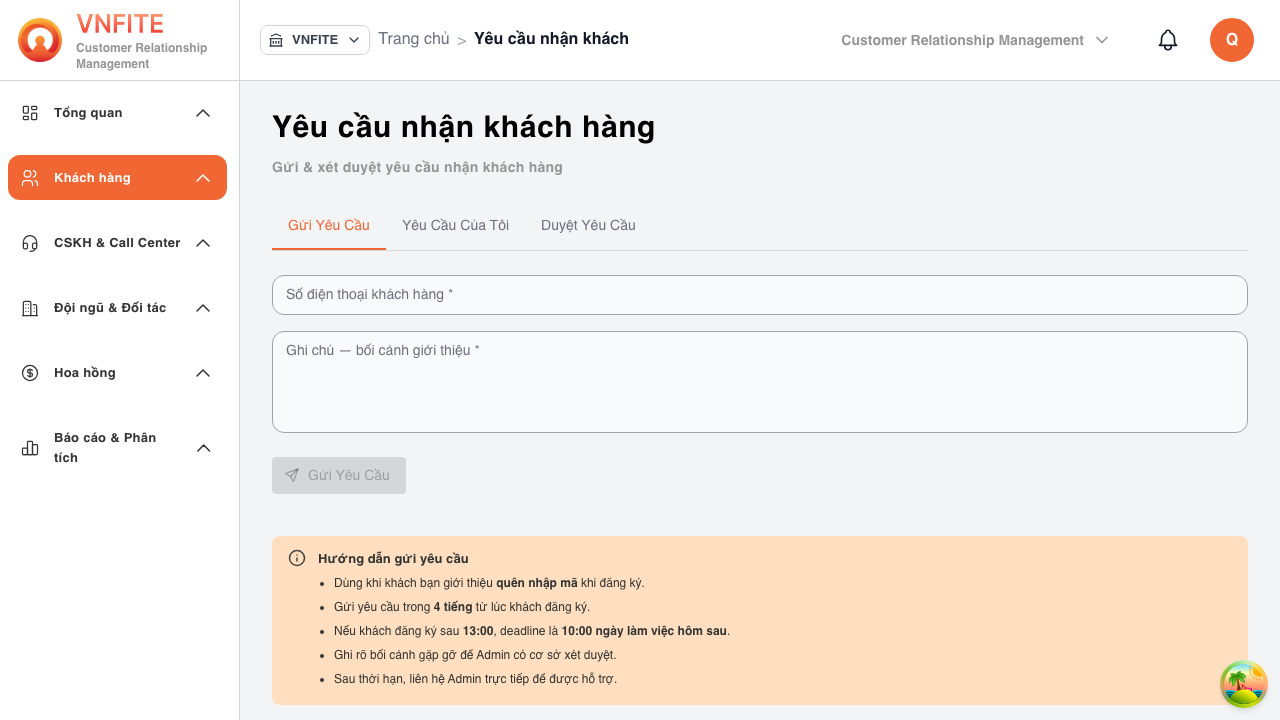 VNFITE
Customer Relationship
Management
VNFITE
Trang chủ > Yêu cầu nhận khách
Customer Relationship Management
Q
Tổng quan
Khách hàng
CSKH & Call Center
Đội ngũ & Đối tác
Hoa hồng
Báo cáo & Phân
tích
Yêu cầu nhận khách hàng
Gửi & xét duyệt yêu cầu nhận khách hàng
Gửi Yêu Cầu
Yêu Cầu Của Tôi
Duyệt Yêu Cầu
Số điện thoại khách hàng *
Ghi chú — bối cảnh giới thiệu *
Gửi Yêu Cầu
Hướng dẫn gửi yêu cầu
Dùng khi khách bạn giới thiệu quên nhập mã khi đăng ký.
Gửi yêu cầu trong 4 tiếng từ lúc khách đăng ký.
Nếu khách đăng ký sau 13:00, deadline là 10:00 ngày làm việc hôm sau.
Ghi rõ bối cảnh gặp gỡ để Admin có cơ sở xét duyệt.
Sau thời hạn, liên hệ Admin trực tiếp để được hỗ trợ.